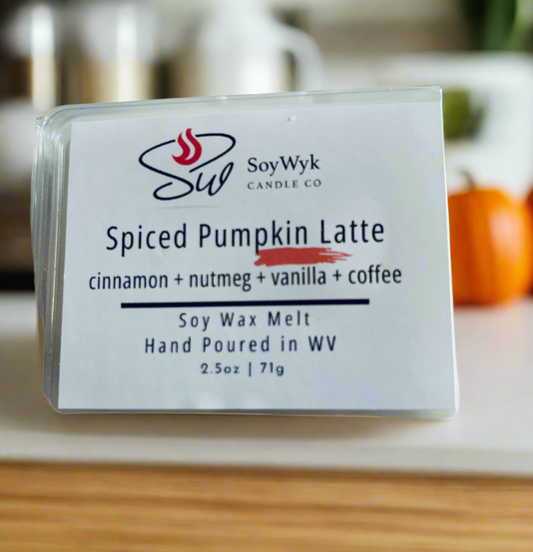 Sw
SoyWyk
CANDLE CO
Spiced Pumpkin Latte
cinnamon + nutmeg + vanilla + coffee
Soy Wax Melt
Hand Poured in WV
2.5oz | 71g